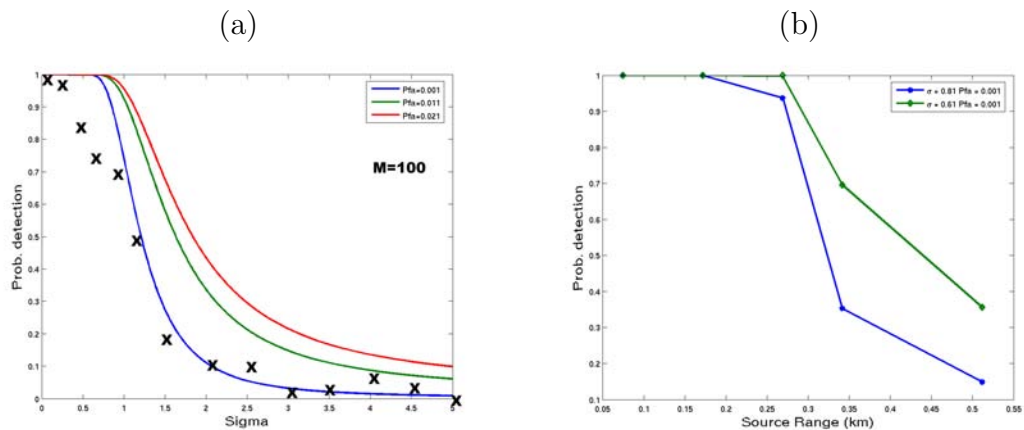 (a)
(b)
1
0.9
0.8
0.7
0.6
0.5
0.4
0.3
0.2
0.1
0
Prob. detection
0 0.5 1 1.5 2 2.5 3 3.5 4 4.5 5
Sigma
Pfa=0.001
Pfa=0.011
Pfa=0.021
M=100
1
0.9
0.8
0.7
0.6
0.5
0.4
0.3
0.2
0.1
Prob. detection
0.05 0.1 0.15 0.2 0.25 0.3 0.35 0.4 0.45 0.5 0.55
Source Range (km)
σ = 0.81 Pfa = 0.001
σ = 0.61 Pfa = 0.001